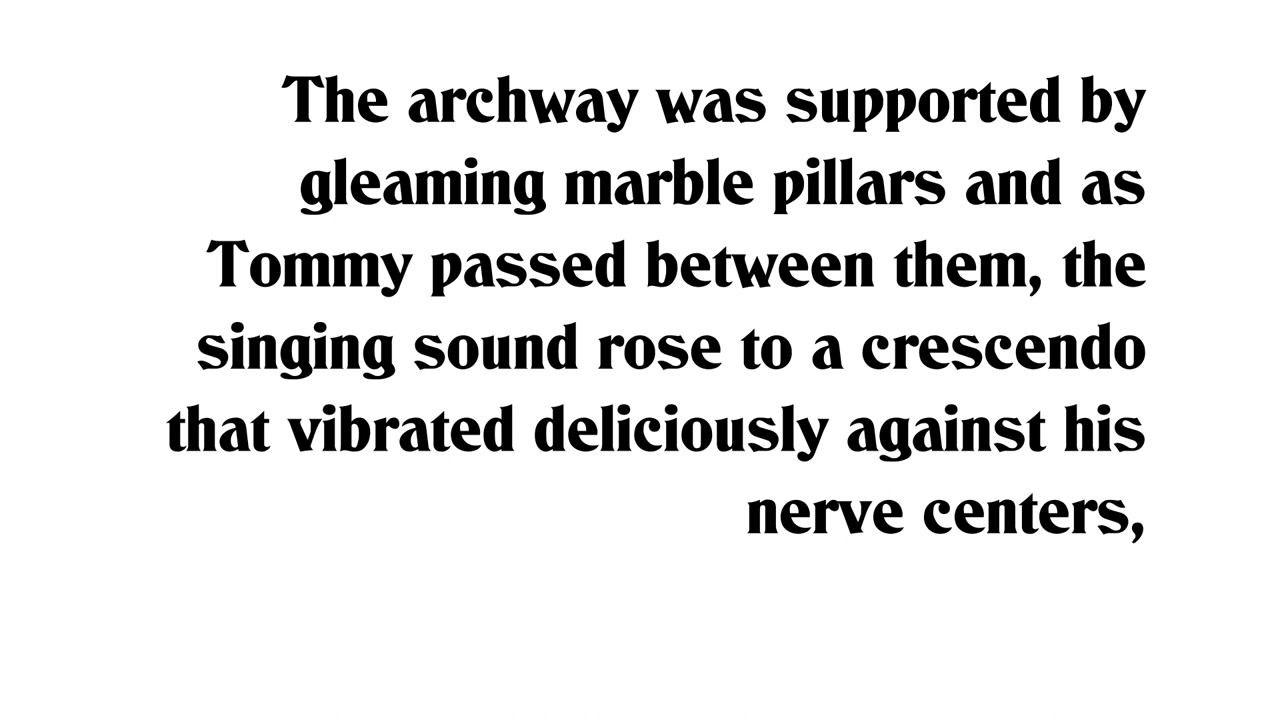 The archway was supported by
gleaming marble pillars and as
Tommy passed between them, the
singing sound rose to a crescendo
that vibrated deliciously against his
nerve centers,